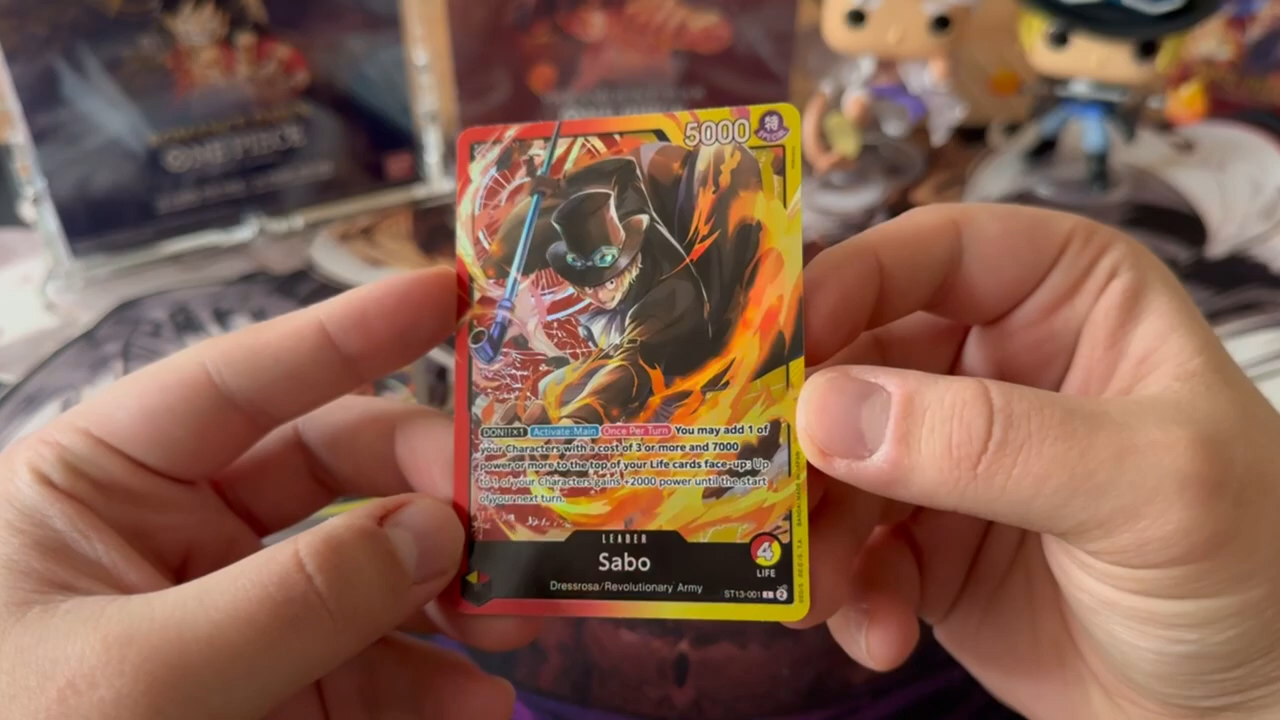 ONE PIECE
5000
特
SPECIAL
DON!!×1 Activate: Main Once Per Turn You may add 1 of
your Characters with a cost of 3 or more and 7000
power or more to the top of your Life cards face-up: Up
to 1 of your Characters gains +2000 power until the start
of your next turn.
LEADER
Sabo
4
LIFE
Dressrosa/Revolutionary Army
ST13-001 L 2